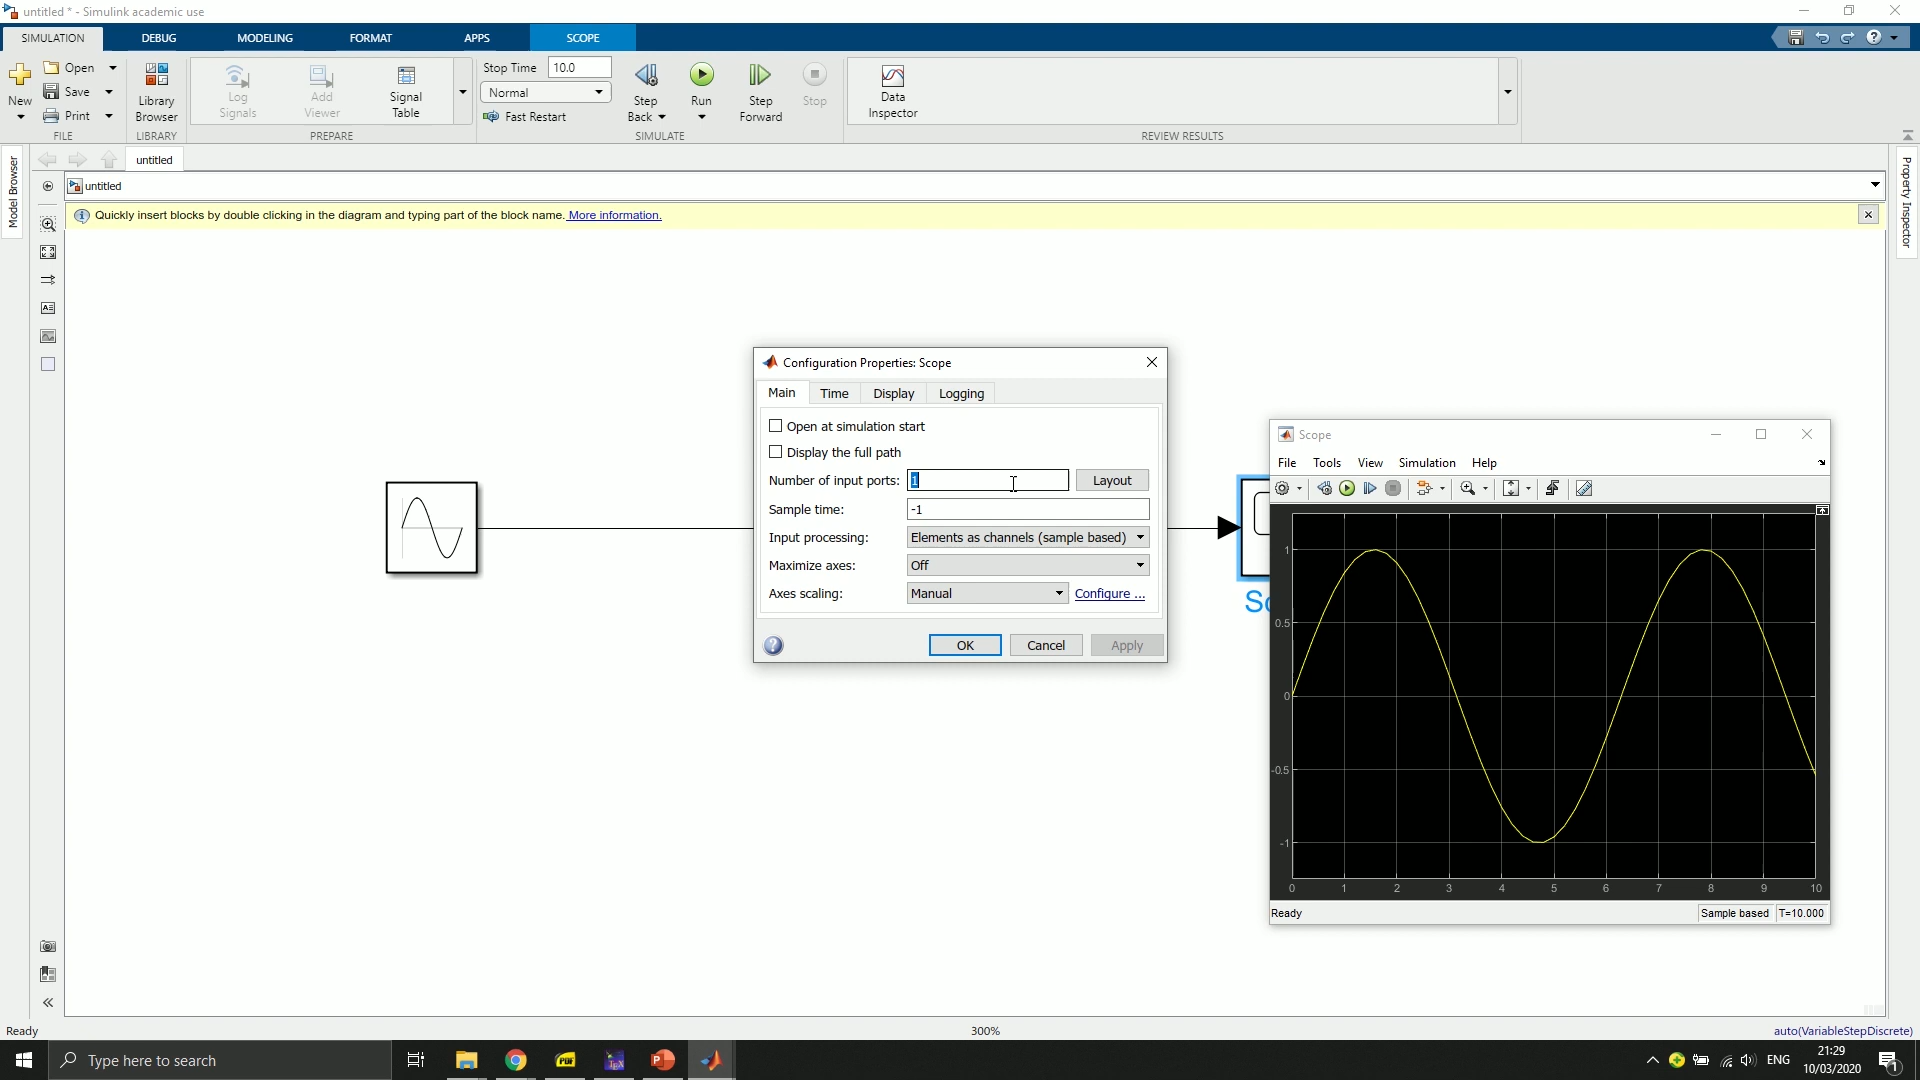 untitled * - Simulink academic use
SIMULATION DEBUG MODELING FORMAT APPS SCOPE
New
Open
Save
Print
FILE
Library
Browser
LIBRARY
Log
Signals
Add
Viewer
Signal
Table
PREPARE
Stop Time 10.0
Normal
Fast Restart
Step
Back
Run
Step
Forward
Stop
SIMULATE
Data
Inspector
REVIEW RESULTS
Model Browser
untitled
untitled
Property Inspector
Quickly insert blocks by double clicking in the diagram and typing part of the block name. More information.
Configuration Properties: Scope
Main Time Display Logging
Open at simulation start
Display the full path
Number of input ports: 1 Layout
Sample time: -1
Input processing: Elements as channels (sample based)
Maximize axes: Off
Axes scaling: Manual Configure ...
OK Cancel Apply
Sc
Scope
File Tools View Simulation Help
1
0.5
0
-0.5
-1
0 1 2 3 4 5 6 7 8 9 10
Ready Sample based T=10.000
Ready 300% auto(VariableStepDiscrete)
Type here to search
PDF
TEX
P
ENG
21:29
10/03/2020
1